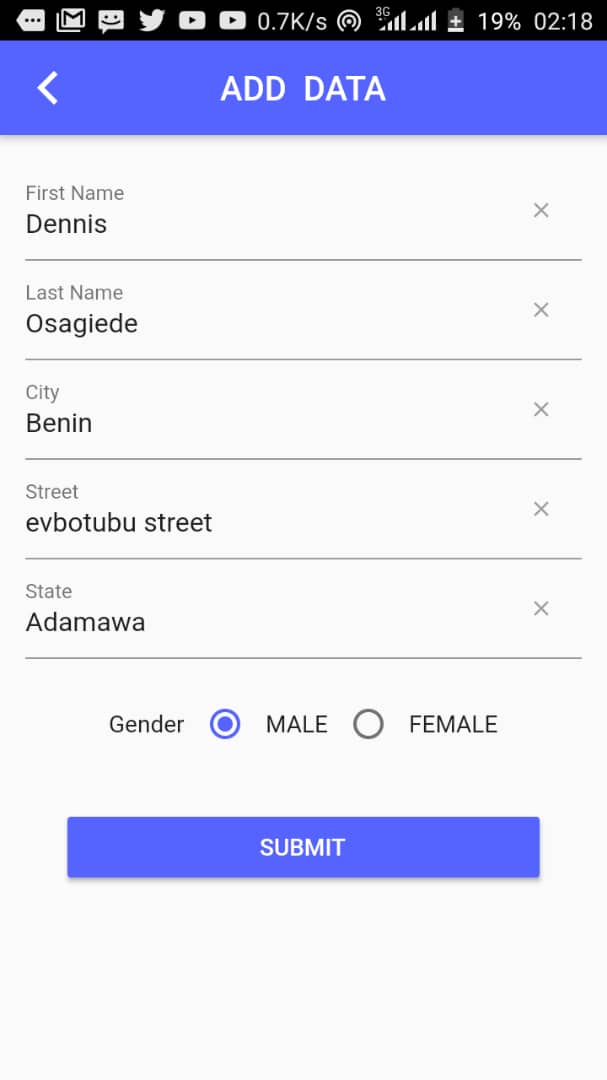 0.7K/s 3G 19% 02:18
ADD DATA
First Name
Dennis
Last Name
Osagiede
City
Benin
Street
evbotubu street
State
Adamawa
Gender MALE FEMALE
SUBMIT